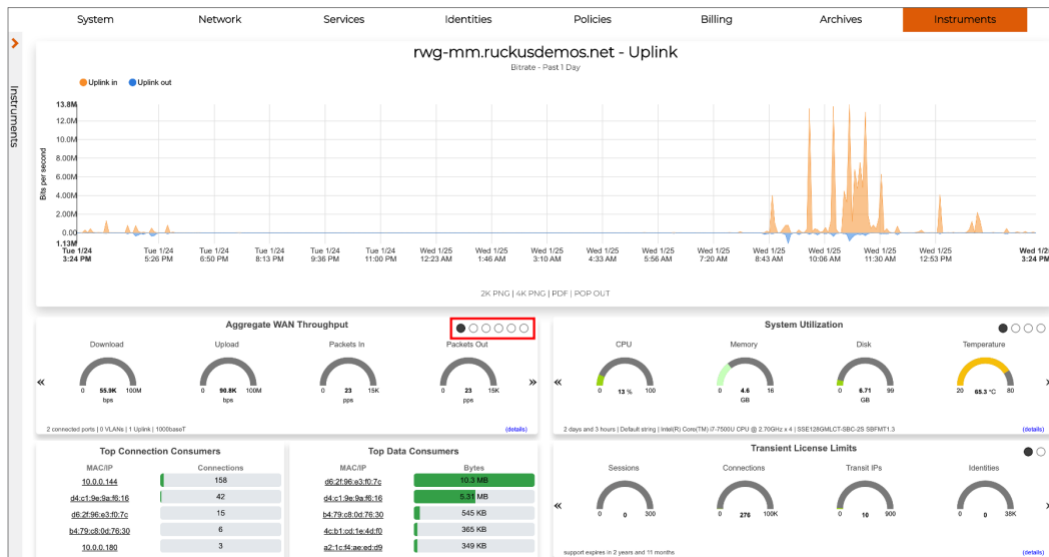 System Network Services Identities Policies Billing Archives Instruments
Instruments
rwg-mm.ruckusdemos.net - Uplink
Bitrate - Past 1 Day
Uplink in Uplink out
Bits per second
13.8M
12.0M
10.0M
8.00M
6.00M
4.00M
2.00M
0.00
1.13M
Tue 1/24 Tue 1/24 Tue 1/24 Tue 1/24 Tue 1/24 Tue 1/24 Wed 1/25 Wed 1/25 Wed 1/25 Wed 1/25 Wed 1/25 Wed 1/25 Wed 1/25 Wed 1/25 Wed 1/25 Wed 1/25 Wed 1/2
3:24 PM 5:26 PM 6:50 PM 8:13 PM 9:36 PM 11:00 PM 12:23 AM 1:46 AM 3:10 AM 4:33 AM 5:56 AM 7:20 AM 8:43 AM 10:06 AM 11:30 AM 12:53 PM 3:24 PM
2K PNG | 4K PNG | PDF | POP OUT
Aggregate WAN Throughput
Download Upload Packets In Packets Out
« 0 55.9K 100M 0 90.8K 100M 0 23 15K 0 23 15K »
bps bps pps pps
2 connected ports | 0 VLANs | 1 Uplink | 1000baseT (details)
System Utilization
CPU Memory Disk Temperature
« 0 13 % 100 0 4.6 16 0 6.71 99 20 65.3 °C 80 »
GB GB
2 days and 3 hours | Default string | Intel(R) Core(TM) i7-7500U CPU @ 2.70GHz x 4 | SSE128GMLCT-SBC-2S SBFMT1.3 (details)
Top Connection Consumers
MAC/IP Connections
10.0.0.144 158
d4:c1:9e:9a:f6:16 42
d6:2f:96:e3:f0:7c 15
b4:79:c8:0d:76:30 6
10.0.0.180 3
Top Data Consumers
MAC/IP Bytes
d6:2f:96:e3:f0:7c 10.3 MB
d4:c1:9e:9a:f6:16 5.31 MB
b4:79:c8:0d:76:30 545 KB
4c:b1:cd:1e:4d:f0 365 KB
a2:1c:f4:ae:ed:d9 349 KB
Transient License Limits
Sessions Connections Transit IPs Identities
« 0 0 300 0 276 100K 0 10 900 0 0 38K »
support expires in 2 years and 11 months (details)